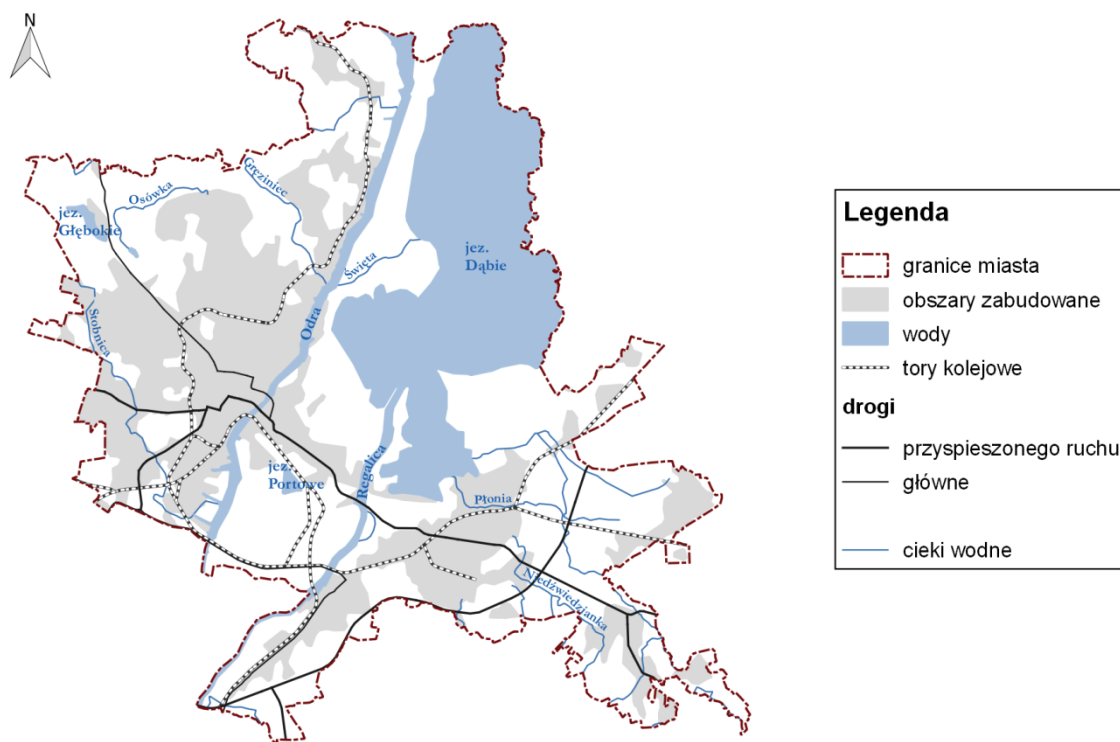 N
Gręziniec
Osówka
jez.
Głębokie
jez.
Dąbie
Święta
Odra
Stobnica
jez.
Portowe
Regalica
Płonia
Niedźwiedzianka
Legenda
granice miasta
obszary zabudowane
wody
tory kolejowe
drogi
przyspieszonego ruchu
główne
cieki wodne